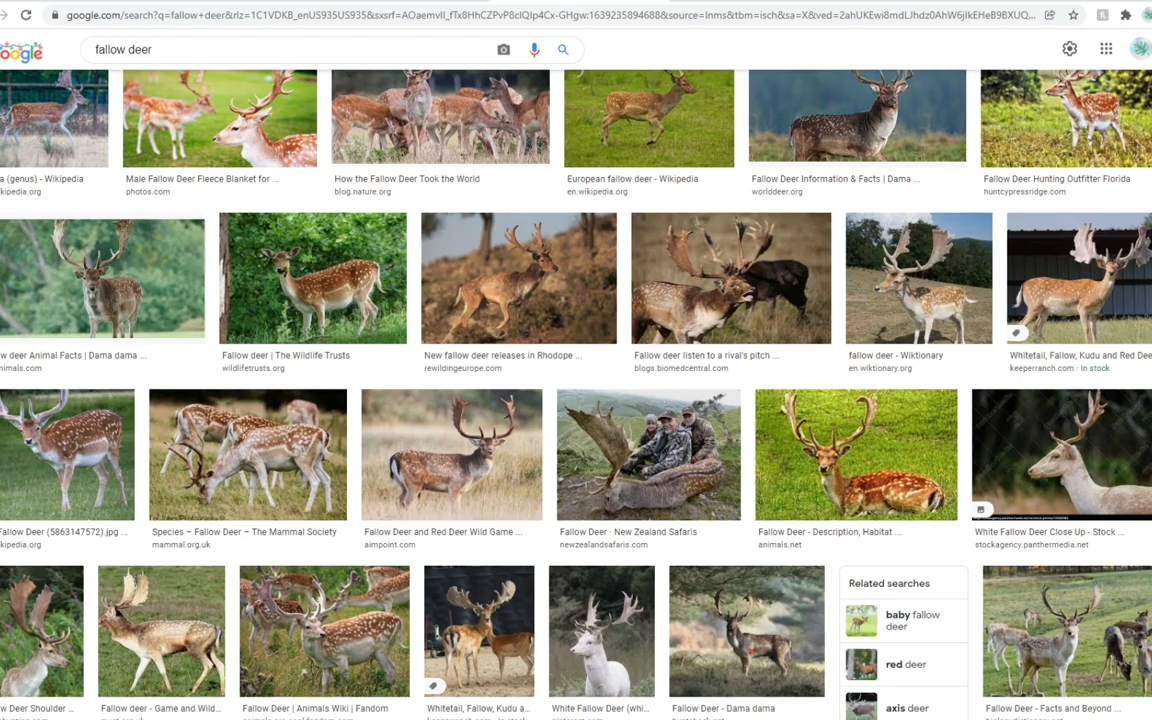 google.com/search?q=fallow+deer&rlz=1C1VDKB_enUS935US935&sxsrf=AOaemvII_fTx8HhCZPvP8cIQIp4Cx-GHgw:1639235894688&source=lnms&tbm=isch&sa=X&ved=2ahUKEwi8mdLJhdz0AhW6jIkEHeB9BXUQ...
oogle
fallow deer
a (genus) - Wikipedia
kipedia.org
Male Fallow Deer Fleece Blanket for ...
photos.com
How the Fallow Deer Took the World
blog.nature.org
European fallow deer - Wikipedia
en.wikipedia.org
Fallow Deer Information & Facts | Dama ...
worlddeer.org
Fallow Deer Hunting Outfitter Florida
huntcypressridge.com
w deer Animal Facts | Dama dama ...
nimals.com
Fallow deer | The Wildlife Trusts
wildlifetrusts.org
New fallow deer releases in Rhodope ...
rewildingeurope.com
Fallow deer listen to a rival's pitch ...
blogs.biomedcentral.com
fallow deer - Wiktionary
en.wiktionary.org
Whitetail, Fallow, Kudu and Red Dee
keeperranch.com · In stock
Fallow Deer (5863147572).jpg ...
kipedia.org
Species – Fallow Deer – The Mammal Society
mammal.org.uk
Fallow Deer and Red Deer Wild Game ...
aimpoint.com
Fallow Deer · New Zealand Safaris
newzealandsafaris.com
Fallow Deer - Description, Habitat ...
animals.net
White Fallow Deer Close Up - Stock ...
stockagency.panthermedia.net
w Deer Shoulder ...
fallow deer - Game and Wild...
Fallow Deer | Animals Wiki | Fandom
Whitetail, Fallow, Kudu a...
White Fallow Deer (whi...
Fallow Deer - Dama dama
Related searches
baby fallow
deer
red deer
axis deer
Fallow Deer - Facts and Beyond ...